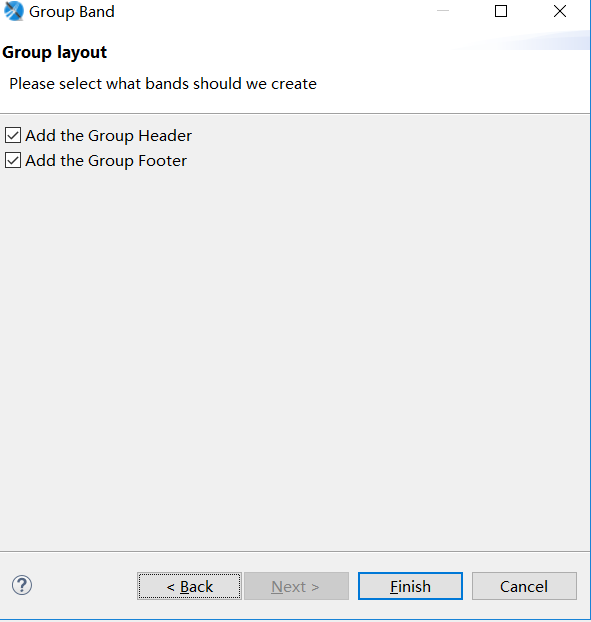 Group Band
Group layout
Please select what bands should we create
Add the Group Header
Add the Group Footer
?
< Back
Next >
Finish
Cancel